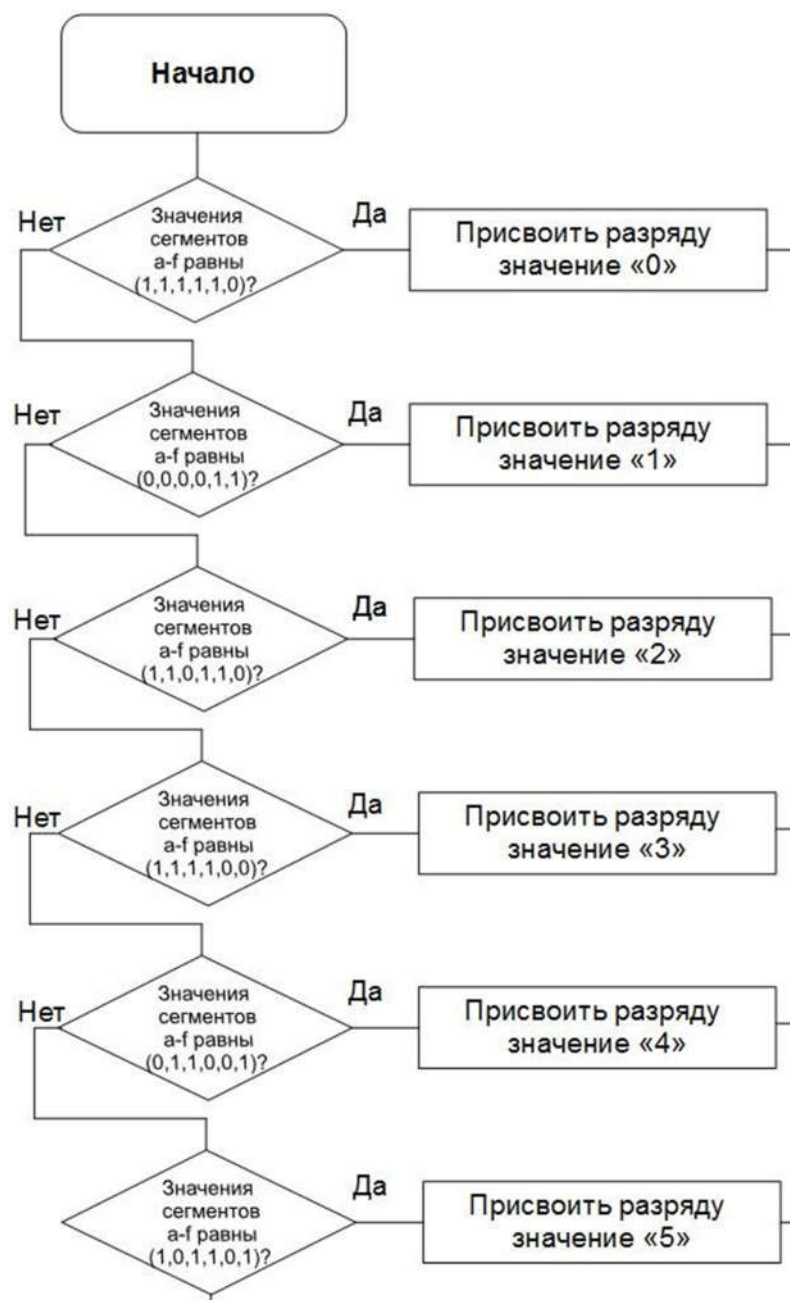 Начало
Нет
Значения
сегментов
a-f равны
(1,1,1,1,1,0)?
Да
Присвоить разряду
значение «0»
Нет
Значения
сегментов
a-f равны
(0,0,0,0,1,1)?
Да
Присвоить разряду
значение «1»
Нет
Значения
сегментов
a-f равны
(1,1,0,1,1,0)?
Да
Присвоить разряду
значение «2»
Нет
Значения
сегментов
a-f равны
(1,1,1,1,0,0)?
Да
Присвоить разряду
значение «3»
Нет
Значения
сегментов
a-f равны
(0,1,1,0,0,1)?
Да
Присвоить разряду
значение «4»
Значения
сегментов
a-f равны
(1,0,1,1,0,1)?
Да
Присвоить разряду
значение «5»